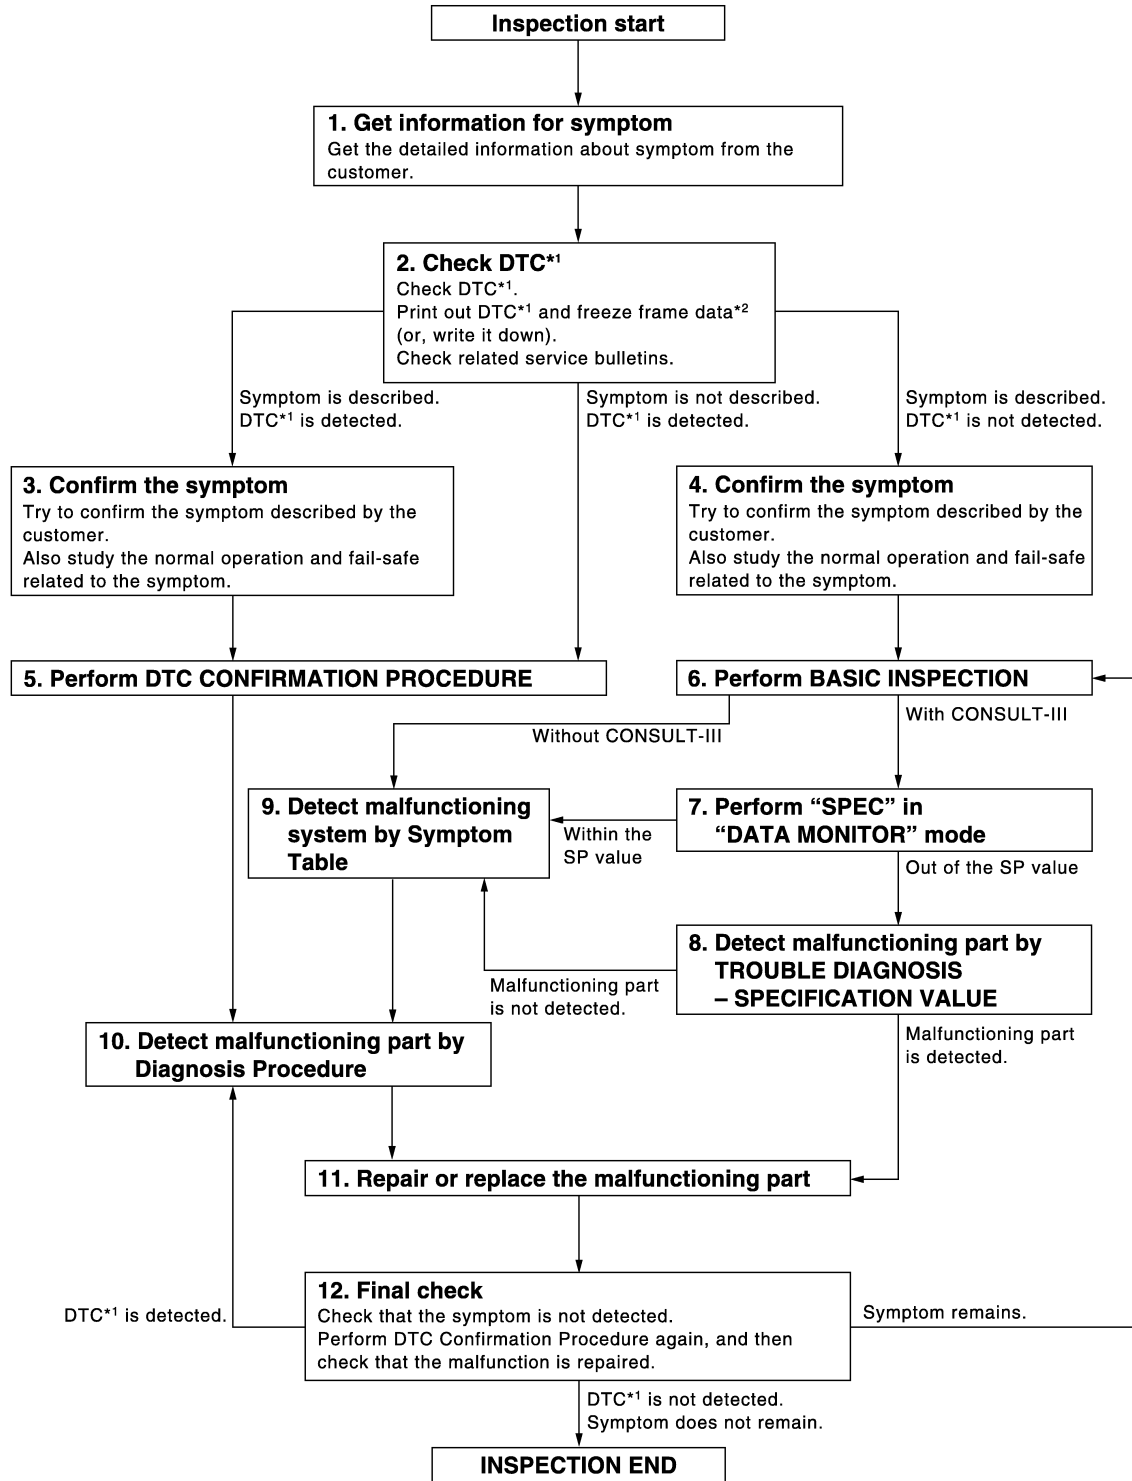 Inspection start
1. Get information for symptom
Get the detailed information about symptom from the
customer.
2. Check DTC*1
Check DTC*1.
Print out DTC*1 and freeze frame data*2
(or, write it down).
Check related service bulletins.
Symptom is described.
DTC*1 is detected.
Symptom is not described.
DTC*1 is detected.
Symptom is described.
DTC*1 is not detected.
3. Confirm the symptom
Try to confirm the symptom described by the
customer.
Also study the normal operation and fail-safe
related to the symptom.
4. Confirm the symptom
Try to confirm the symptom described by the
customer.
Also study the normal operation and fail-safe
related to the symptom.
5. Perform DTC CONFIRMATION PROCEDURE
6. Perform BASIC INSPECTION
Without CONSULT-III
With CONSULT-III
9. Detect malfunctioning
system by Symptom
Table
Within the
SP value
7. Perform “SPEC” in
“DATA MONITOR” mode
Out of the SP value
8. Detect malfunctioning part by
TROUBLE DIAGNOSIS
– SPECIFICATION VALUE
Malfunctioning part
is not detected.
Malfunctioning part
is detected.
10. Detect malfunctioning part by
Diagnosis Procedure
11. Repair or replace the malfunctioning part
12. Final check
Check that the symptom is not detected.
Perform DTC Confirmation Procedure again, and then
check that the malfunction is repaired.
DTC*1 is detected.
Symptom remains.
DTC*1 is not detected.
Symptom does not remain.
INSPECTION END